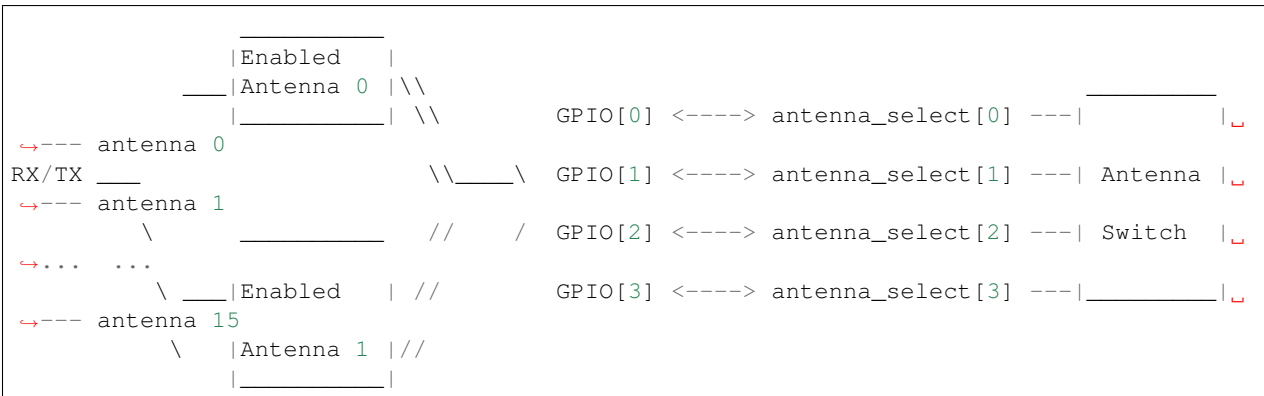 __________
             |Enabled   |
          ___|Antenna 0 |\\                                              _________
             |__________| \\        GPIO[0] <----> antenna_select[0] ---|         |␣
↪--- antenna 0
RX/TX ___                    \\____\  GPIO[1] <----> antenna_select[1] ---| Antenna |␣
↪--- antenna 1
         \      __________   //    /  GPIO[2] <----> antenna_select[2] ---| Switch  |␣
↪...  ...
          \ ___|Enabled   | //        GPIO[3] <----> antenna_select[3] ---|_________|␣
↪--- antenna 15
           \   |Antenna 1 |//
               |__________|